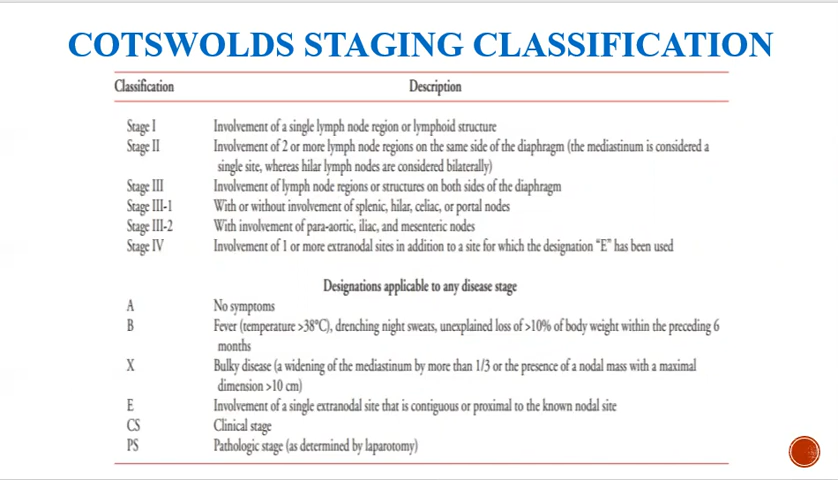 COTSWOLDS STAGING CLASSIFICATION
Classification Description
Stage I Involvement of a single lymph node region or lymphoid structure
Stage II Involvement of 2 or more lymph node regions on the same side of the diaphragm (the mediastinum is considered a
single site, whereas hilar lymph nodes are considered bilaterally)
Stage III Involvement of lymph node regions or structures on both sides of the diaphragm
Stage III-1 With or without involvement of splenic, hilar, celiac, or portal nodes
Stage III-2 With involvement of para-aortic, iliac, and mesenteric nodes
Stage IV Involvement of 1 or more extranodal sites in addition to a site for which the designation “E” has been used
Designations applicable to any disease stage
A No symptoms
B Fever (temperature >38°C), drenching night sweats, unexplained loss of >10% of body weight within the preceding 6
months
X Bulky disease (a widening of the mediastinum by more than 1/3 or the presence of a nodal mass with a maximal
dimension >10 cm)
E Involvement of a single extranodal site that is contiguous or proximal to the known nodal site
CS Clinical stage
PS Pathologic stage (as determined by laparotomy)